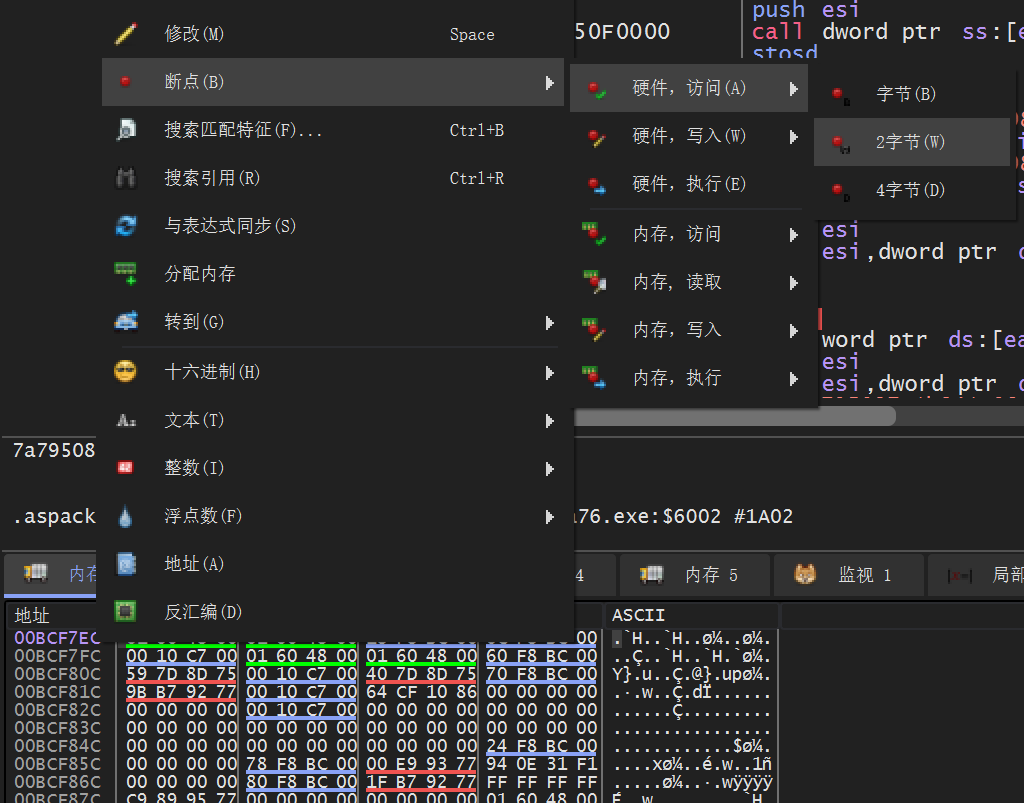 push esi
call dword ptr ss:[e
stosd
50F0000
修改(M) Space
断点(B)
搜索匹配特征(F)... Ctrl+B
搜索引用(R) Ctrl+R
与表达式同步(S)
分配内存
转到(G)
十六进制(H)
文本(T)
整数(I)
浮点数(F)
地址(A)
反汇编(D)
硬件, 访问(A)
硬件, 写入(W)
硬件, 执行(E)
内存, 访问
内存, 读取
内存, 写入
内存, 执行
字节(B)
2字节(W)
4字节(D)
esi
esi,dword ptr
word ptr ds:[ea
esi
esi,dword ptr
7a79508
.aspack
a76.exe:$6002 #1A02
内存
4
内存 5
监视 1
局部
地址 ASCII
00BCF7EC 00 .`H..`H..ø¼..ø¼.
00BCF7FC 00 10 C7 00 01 60 48 00 01 60 48 00 60 F8 BC 00 ..Ç..`H..`H.`ø¼.
00BCF80C 59 7D 8D 75 00 10 C7 00 40 7D 8D 75 70 F8 BC 00 Y}.u..Ç.@}.upø¼.
00BCF81C 9B B7 92 77 00 10 C7 00 64 CF 10 86 00 00 00 00 .·.w..Ç.dÏ......
00BCF82C 00 00 00 00 00 10 C7 00 00 00 00 00 00 00 00 00 ......Ç.........
00BCF83C 00 00 00 00 00 00 00 00 00 00 00 00 00 00 00 00 ................
00BCF84C 00 00 00 00 00 00 00 00 00 00 00 00 24 F8 BC 00 ............$ø¼.
00BCF85C 00 00 00 00 78 F8 BC 00 00 E9 93 77 94 0E 31 F1 ....xø¼..é.w..1ñ
00BCF86C 00 00 00 00 80 F8 BC 00 1F B7 92 77 FF FF FF FF .....ø¼..·.wÿÿÿÿ
00BCF87C C9 89 95 77 00 00 00 00 00 00 00 00 01 60 48 00